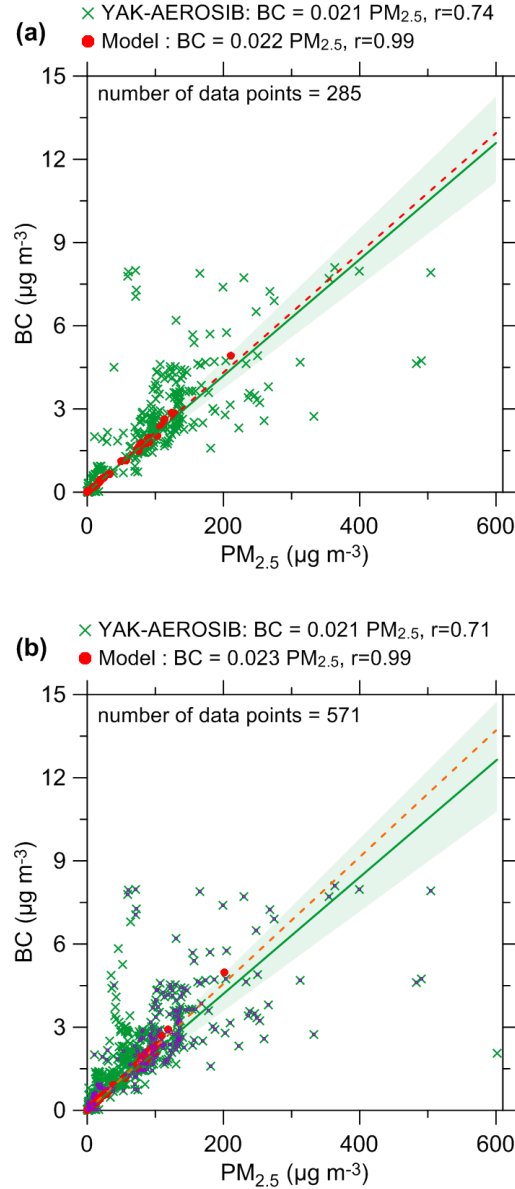 (a)
× YAK-AEROSIB: BC = 0.021 PM2.5, r=0.74
● Model : BC = 0.022 PM2.5, r=0.99
number of data points = 285
15
12
9
6
3
0
BC (µg m-3)
0 200 400 600
PM2.5 (µg m-3)
(b)
× YAK-AEROSIB: BC = 0.021 PM2.5, r=0.71
● Model : BC = 0.023 PM2.5, r=0.99
number of data points = 571
15
12
9
6
3
0
BC (µg m-3)
0 200 400 600
PM2.5 (µg m-3)